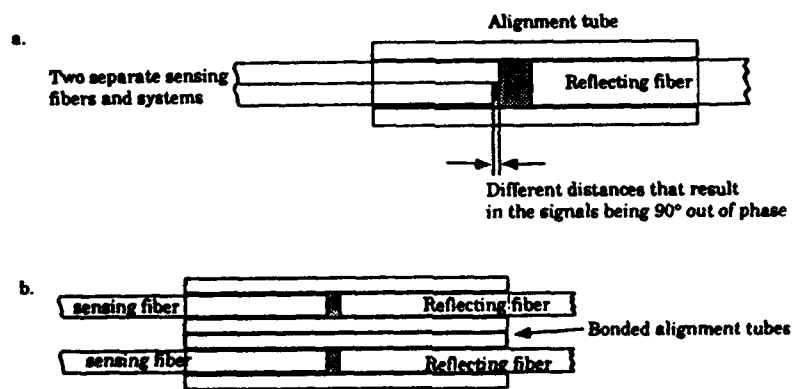 a.
Alignment tube
Two separate sensing
fibers and systems
Reflecting fiber
Different distances that result
in the signals being 90° out of phase
b.
sensing fiber
Reflecting fiber
Bonded alignment tubes
sensing fiber
Reflecting fiber